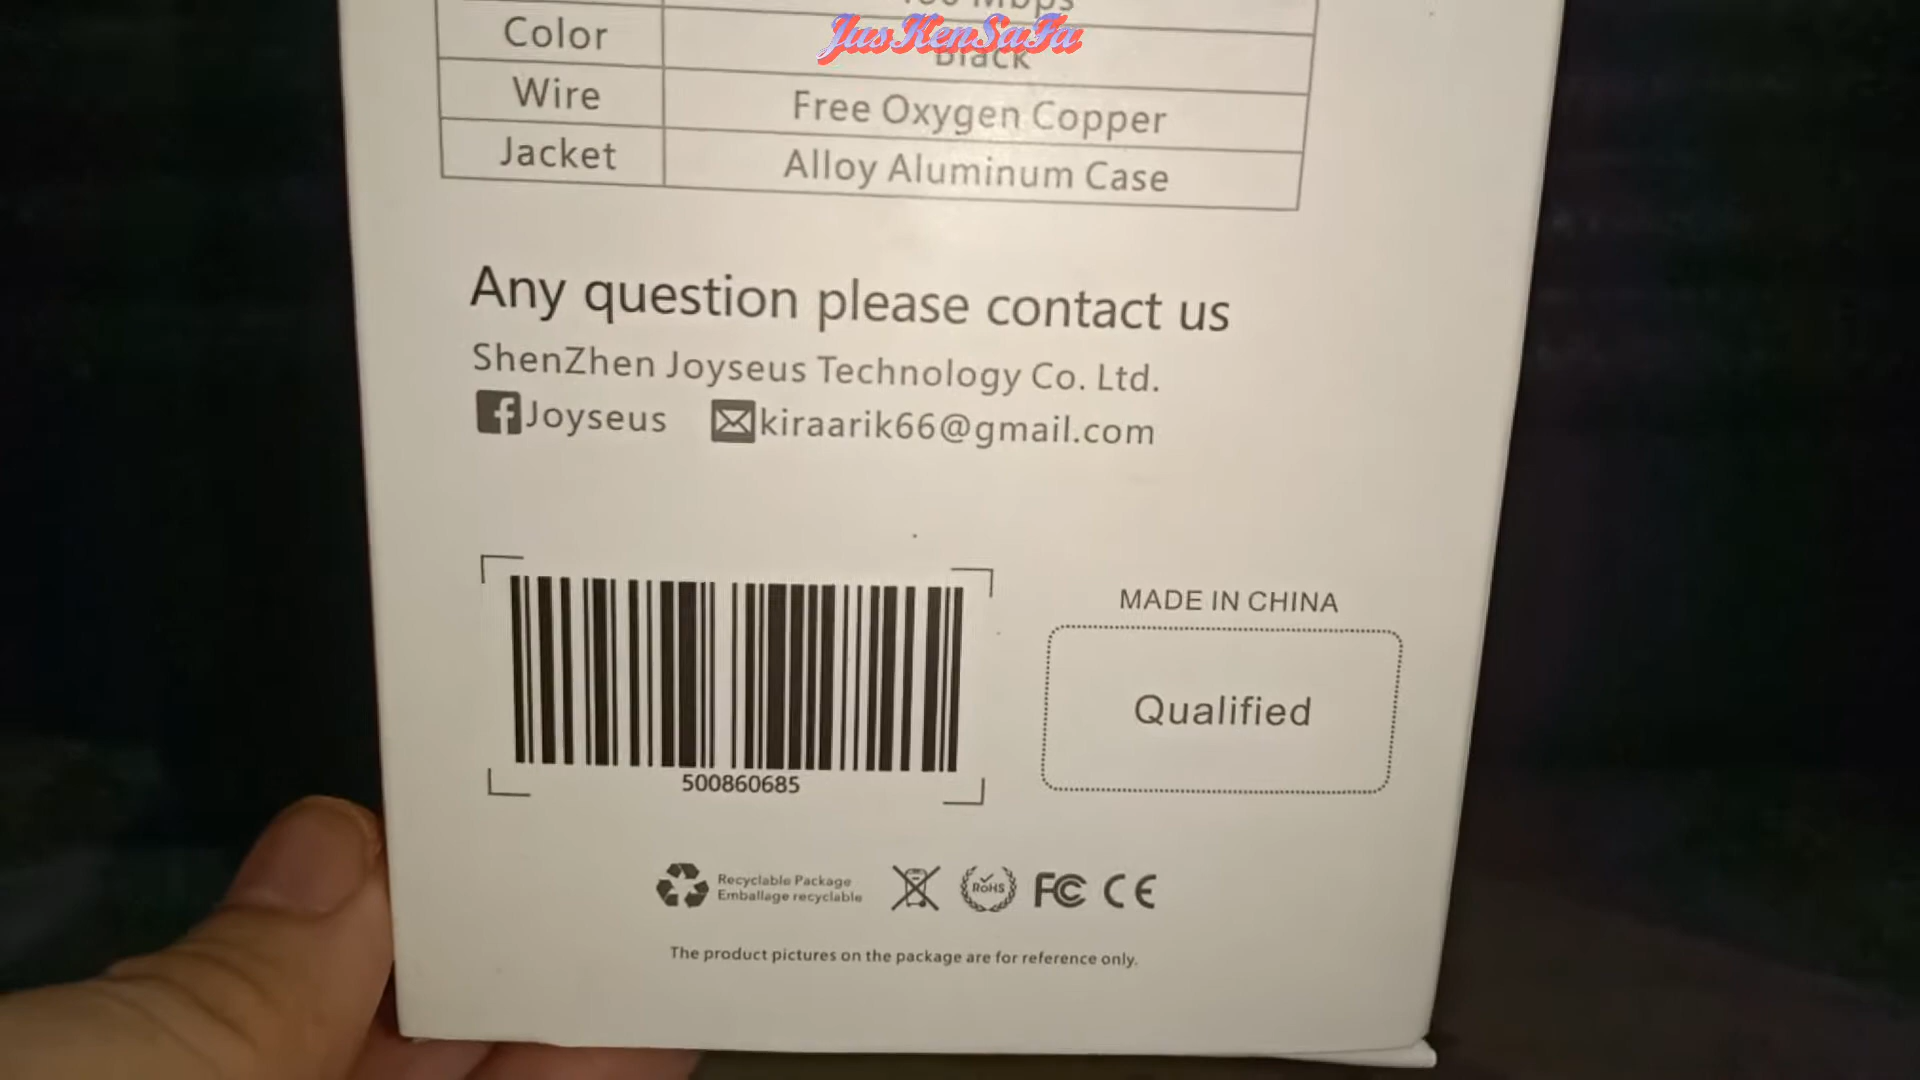 Mbps
JusKenSaFu
Color Black
Wire Free Oxygen Copper
Jacket Alloy Aluminum Case
Any question please contact us
ShenZhen Joyseus Technology Co. Ltd.
Joyseus kiraarik66@gmail.com
500860685
MADE IN CHINA
Qualified
Recyclable Package
Emballage recyclable
RoHS FC CE
The product pictures on the package are for reference only.